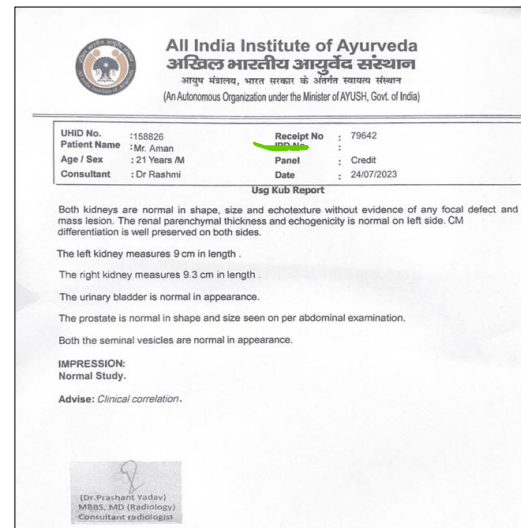 All India Institute of Ayurveda
अखिल भारतीय आयुर्वेद संस्थान
आयुष मंत्रालय, भारत सरकार के अंतर्गत स्वायत्त संस्थान
(An Autonomous Organization under the Minister of AYUSH, Govt. of India)
UHID No. :158826 Receipt No : 79642
Patient Name :Mr. Aman IPD No :
Age / Sex : 21 Years /M Panel : Credit
Consultant : Dr Rashmi Date : 24/07/2023
Usg Kub Report
Both kidneys are normal in shape, size and echotexture without evidence of any focal defect and
mass lesion. The renal parenchymal thickness and echogenicity is normal on left side. CM
differentiation is well preserved on both sides.
The left kidney measures 9 cm in length .
The right kidney measures 9.3 cm in length .
The urinary bladder is normal in appearance.
The prostate is normal in shape and size seen on per abdominal examination.
Both the seminal vesicles are normal in appearance.
IMPRESSION:
Normal Study.
Advise: Clinical correlation.
(Dr.Prashant Yadav)
MBBS, MD (Radiology)
Consultant radiologist